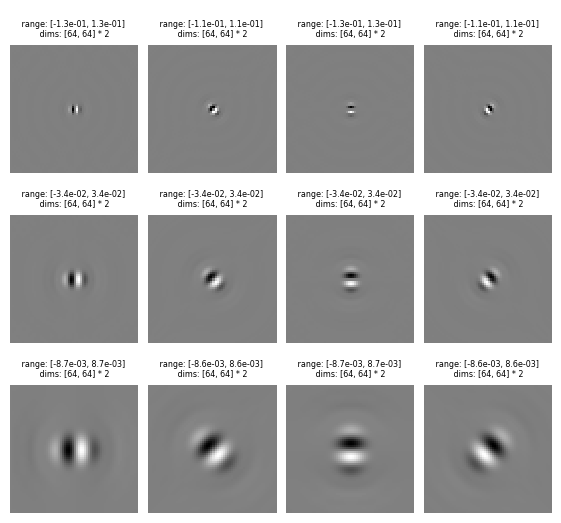 range: [-1.3e-01, 1.3e-01]
dims: [64, 64] * 2
range: [-1.1e-01, 1.1e-01]
dims: [64, 64] * 2
range: [-1.3e-01, 1.3e-01]
dims: [64, 64] * 2
range: [-1.1e-01, 1.1e-01]
dims: [64, 64] * 2
range: [-3.4e-02, 3.4e-02]
dims: [64, 64] * 2
range: [-3.4e-02, 3.4e-02]
dims: [64, 64] * 2
range: [-3.4e-02, 3.4e-02]
dims: [64, 64] * 2
range: [-3.4e-02, 3.4e-02]
dims: [64, 64] * 2
range: [-8.7e-03, 8.7e-03]
dims: [64, 64] * 2
range: [-8.6e-03, 8.6e-03]
dims: [64, 64] * 2
range: [-8.7e-03, 8.7e-03]
dims: [64, 64] * 2
range: [-8.6e-03, 8.6e-03]
dims: [64, 64] * 2